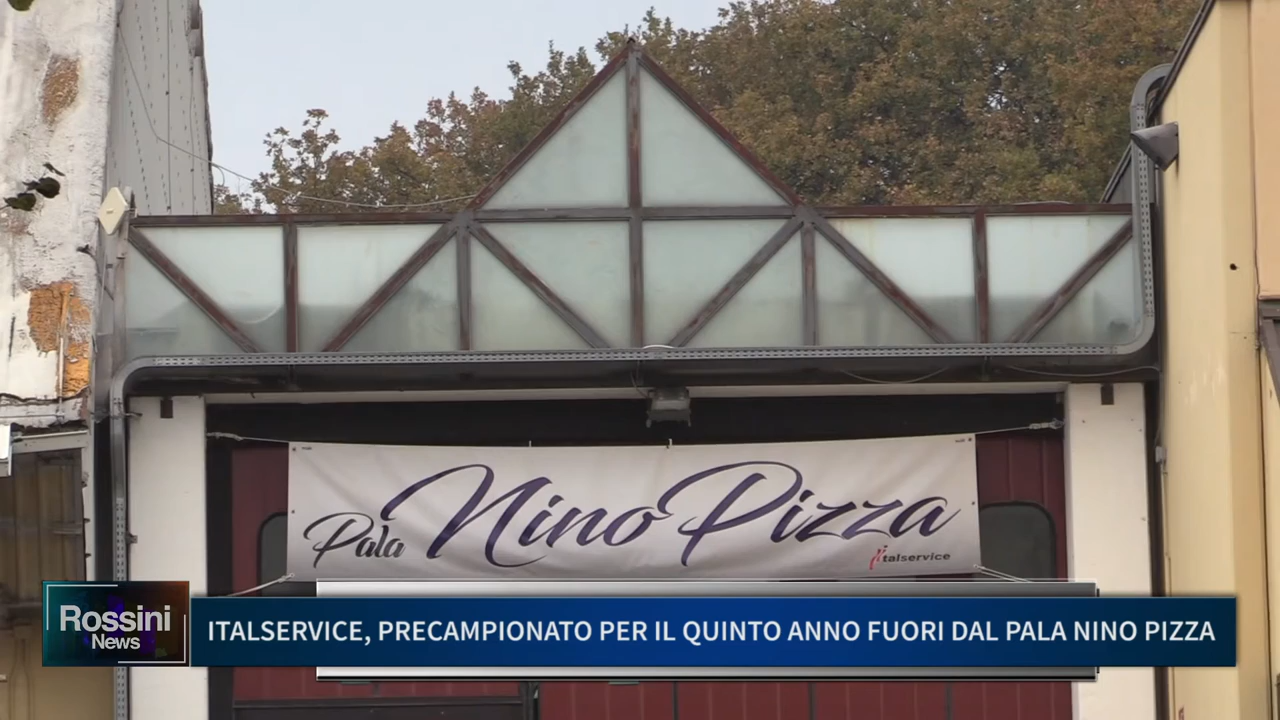 Pala Nino Pizza
italservice
Rossini
News
ITALSERVICE, PRECAMPIONATO PER IL QUINTO ANNO FUORI DAL PALA NINO PIZZA